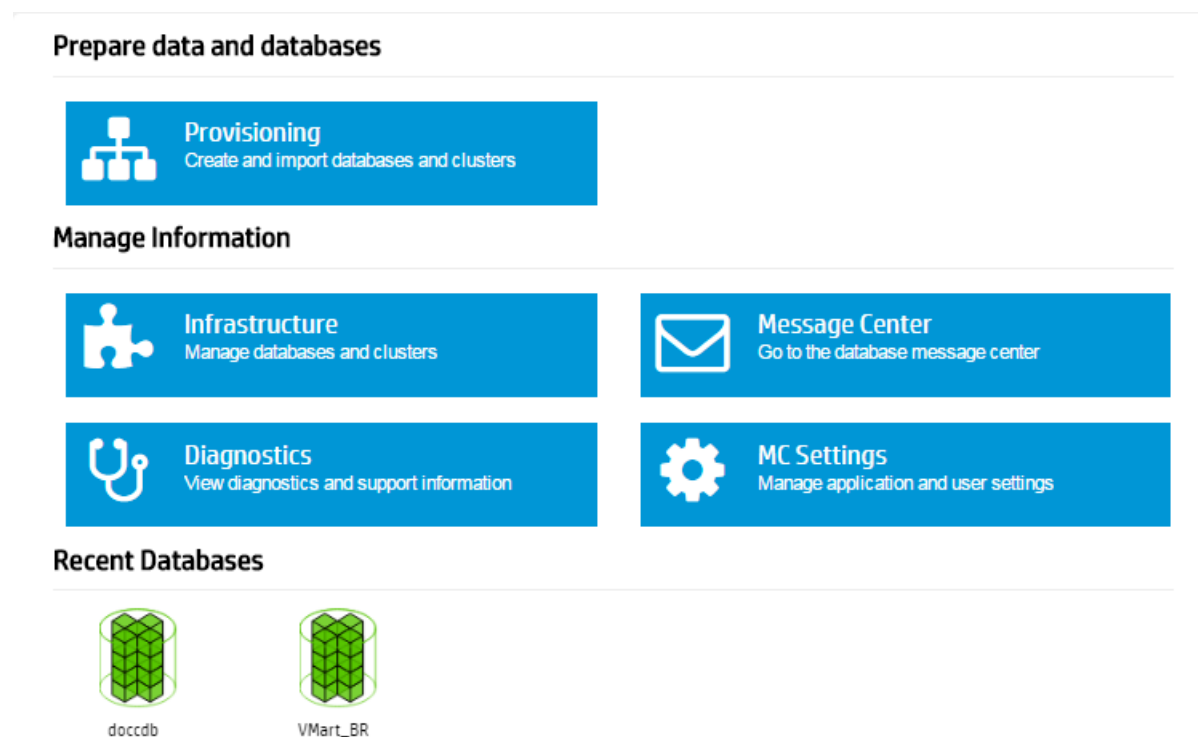 Prepare data and databases
Provisioning
Create and import databases and clusters
Manage Information
Infrastructure
Manage databases and clusters
Message Center
Go to the database message center
Diagnostics
View diagnostics and support information
MC Settings
Manage application and user settings
Recent Databases
doccdb
VMart_BR